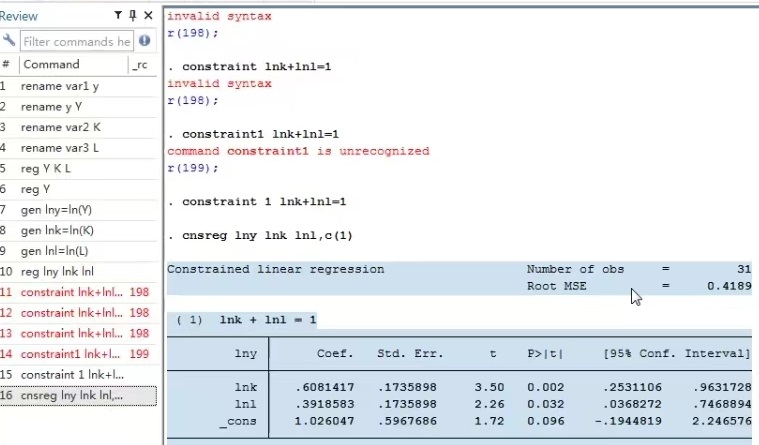 Review
Filter commands he
# Command _rc
1 rename var1 y
2 rename y Y
3 rename var2 K
4 rename var3 L
5 reg Y K L
6 reg Y
7 gen lny=ln(Y)
8 gen lnk=ln(K)
9 gen lnl=ln(L)
10 reg lny lnk lnl
11 constraint lnk+lnl... 198
12 constraint lnk+lnl... 198
13 constraint lnk+lnl... 198
14 constraint1 lnk+l... 199
15 constraint 1 lnk+l...
16 cnsreg lny lnk lnl,...
invalid syntax
r(198);
. constraint lnk+lnl=1
invalid syntax
r(198);
. constraint1 lnk+lnl=1
command constraint1 is unrecognized
r(199);
. constraint 1 lnk+lnl=1
. cnsreg lny lnk lnl,c(1)
Constrained linear regression Number of obs = 31
Root MSE = 0.4189
( 1) lnk + lnl = 1
lny Coef. Std. Err. t P>|t| [95% Conf. Interval]
lnk .6081417 .1735898 3.50 0.002 .2531106 .9631728
lnl .3918583 .1735898 2.26 0.032 .0368272 .7468894
_cons 1.026047 .5967686 1.72 0.096 -.1944819 2.246576